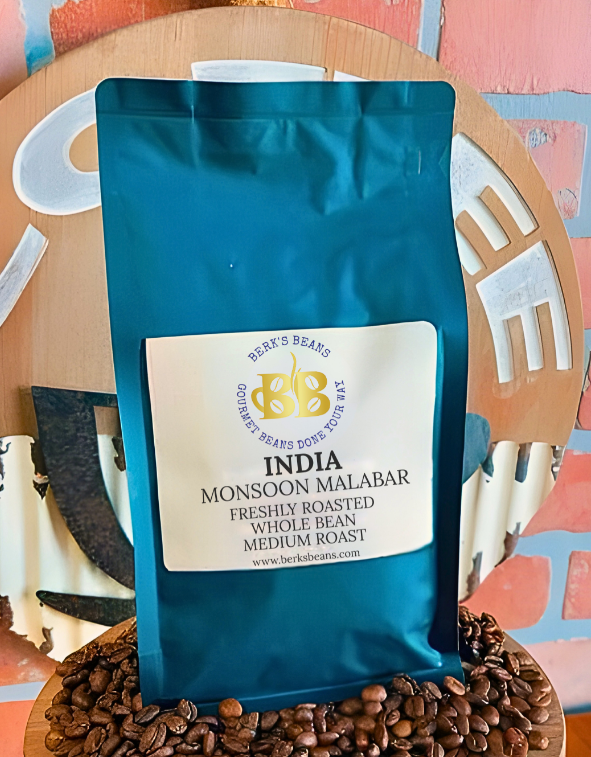 BERK'S BEANS
BB
GOURMET BEANS DONE YOUR WAY
INDIA
MONSOON MALABAR
FRESHLY ROASTED
WHOLE BEAN
MEDIUM ROAST
www.berksbeans.com